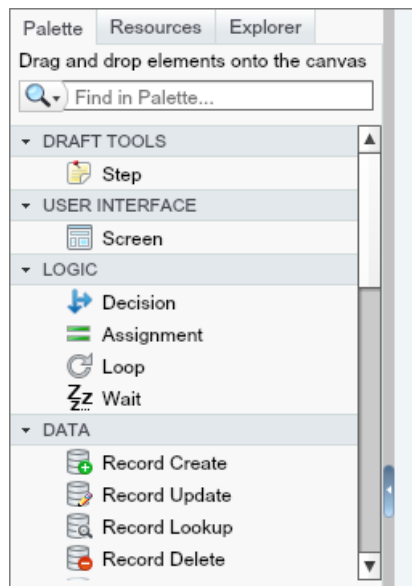 Palette Resources Explorer
Drag and drop elements onto the canvas
Find in Palette...
DRAFT TOOLS
Step
USER INTERFACE
Screen
LOGIC
Decision
Assignment
Loop
Zzz Wait
DATA
Record Create
Record Update
Record Lookup
Record Delete